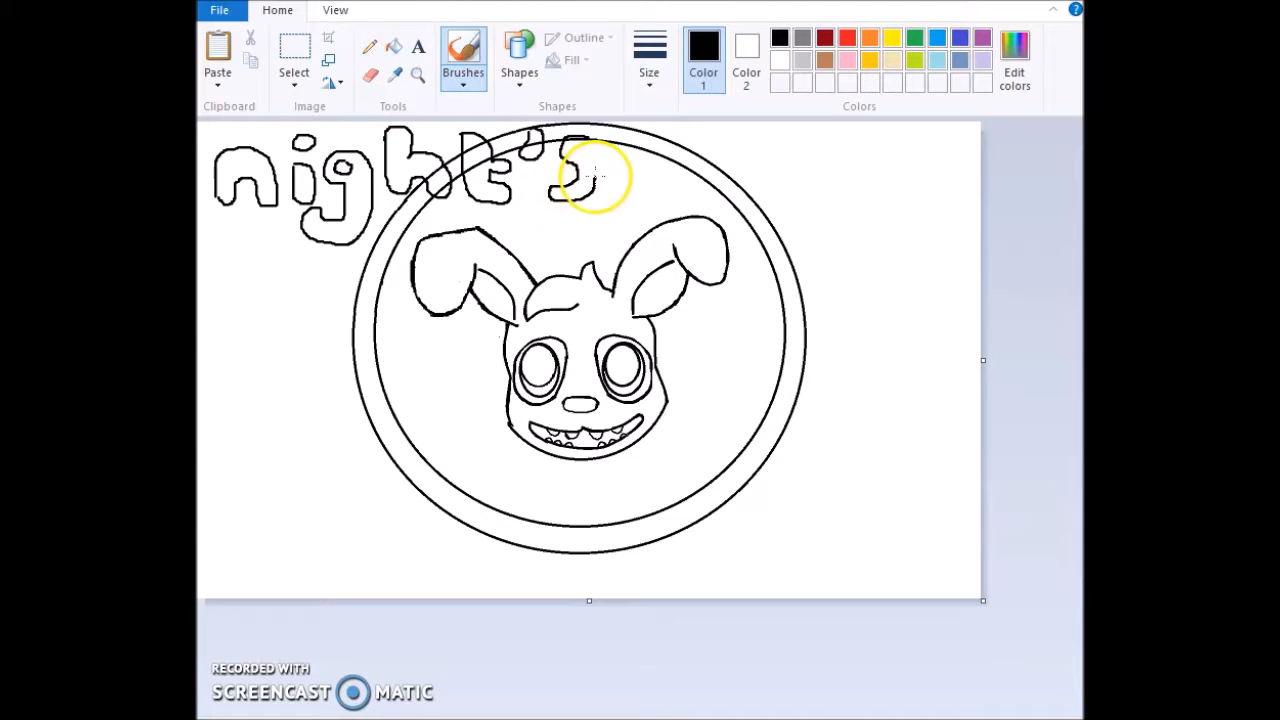 File Home View
Outline
Fill
Paste Select Brushes Shapes Size Color 1 Color 2 Edit colors
Clipboard Image Tools Shapes Colors
night's
RECORDED WITH
SCREENCAST MATIC